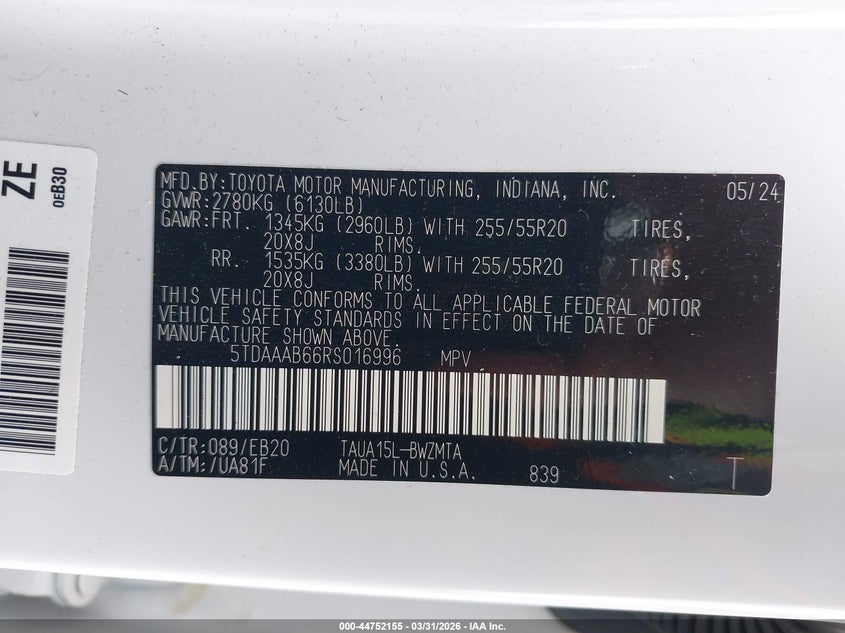 MFD.BY:TOYOTA MOTOR MANUFACTURING, INDIANA, INC. 05/24
GVWR:2780KG (6130LB)
GAWR:FRT. 1345KG (2960LB) WITH 255/55R20 TIRES,
20X8J RIMS.
RR. 1535KG (3380LB) WITH 255/55R20 TIRES,
20X8J RIMS.
THIS VEHICLE CONFORMS TO ALL APPLICABLE FEDERAL MOTOR
VEHICLE SAFETY STANDARDS IN EFFECT ON THE DATE OF
MANUFACTURE SHOWN ABOVE.
5TDAAAB66RS016996 MPV
C/TR:089/EB20 TAUA15L-BWZMTA
A/TM:/UA81F MADE IN U.S.A. 839 T
ZE
0EB30
000-44752155 - 03/31/2026 - IAA Inc.